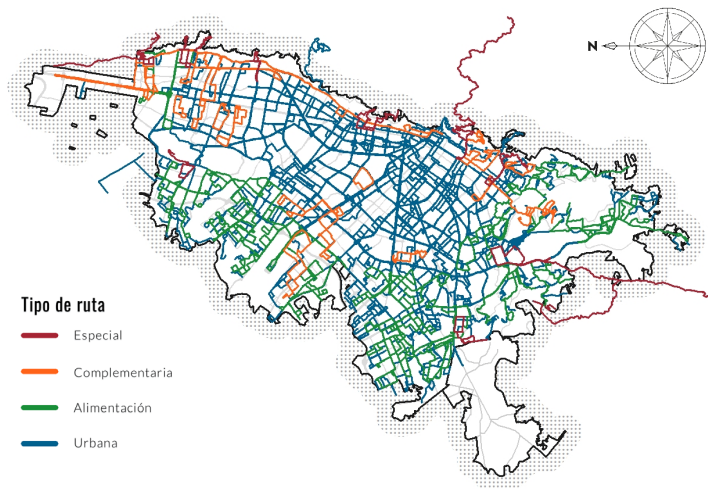 N
Tipo de ruta
Especial
Complementaria
Alimentación
Urbana